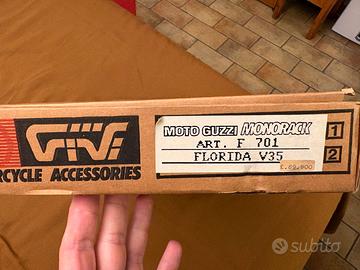 GIVI
RCYCLE ACCESSORIES
MOTO GUZZI MONORACK
ART. F 701
FLORIDA V35
1
2
subito